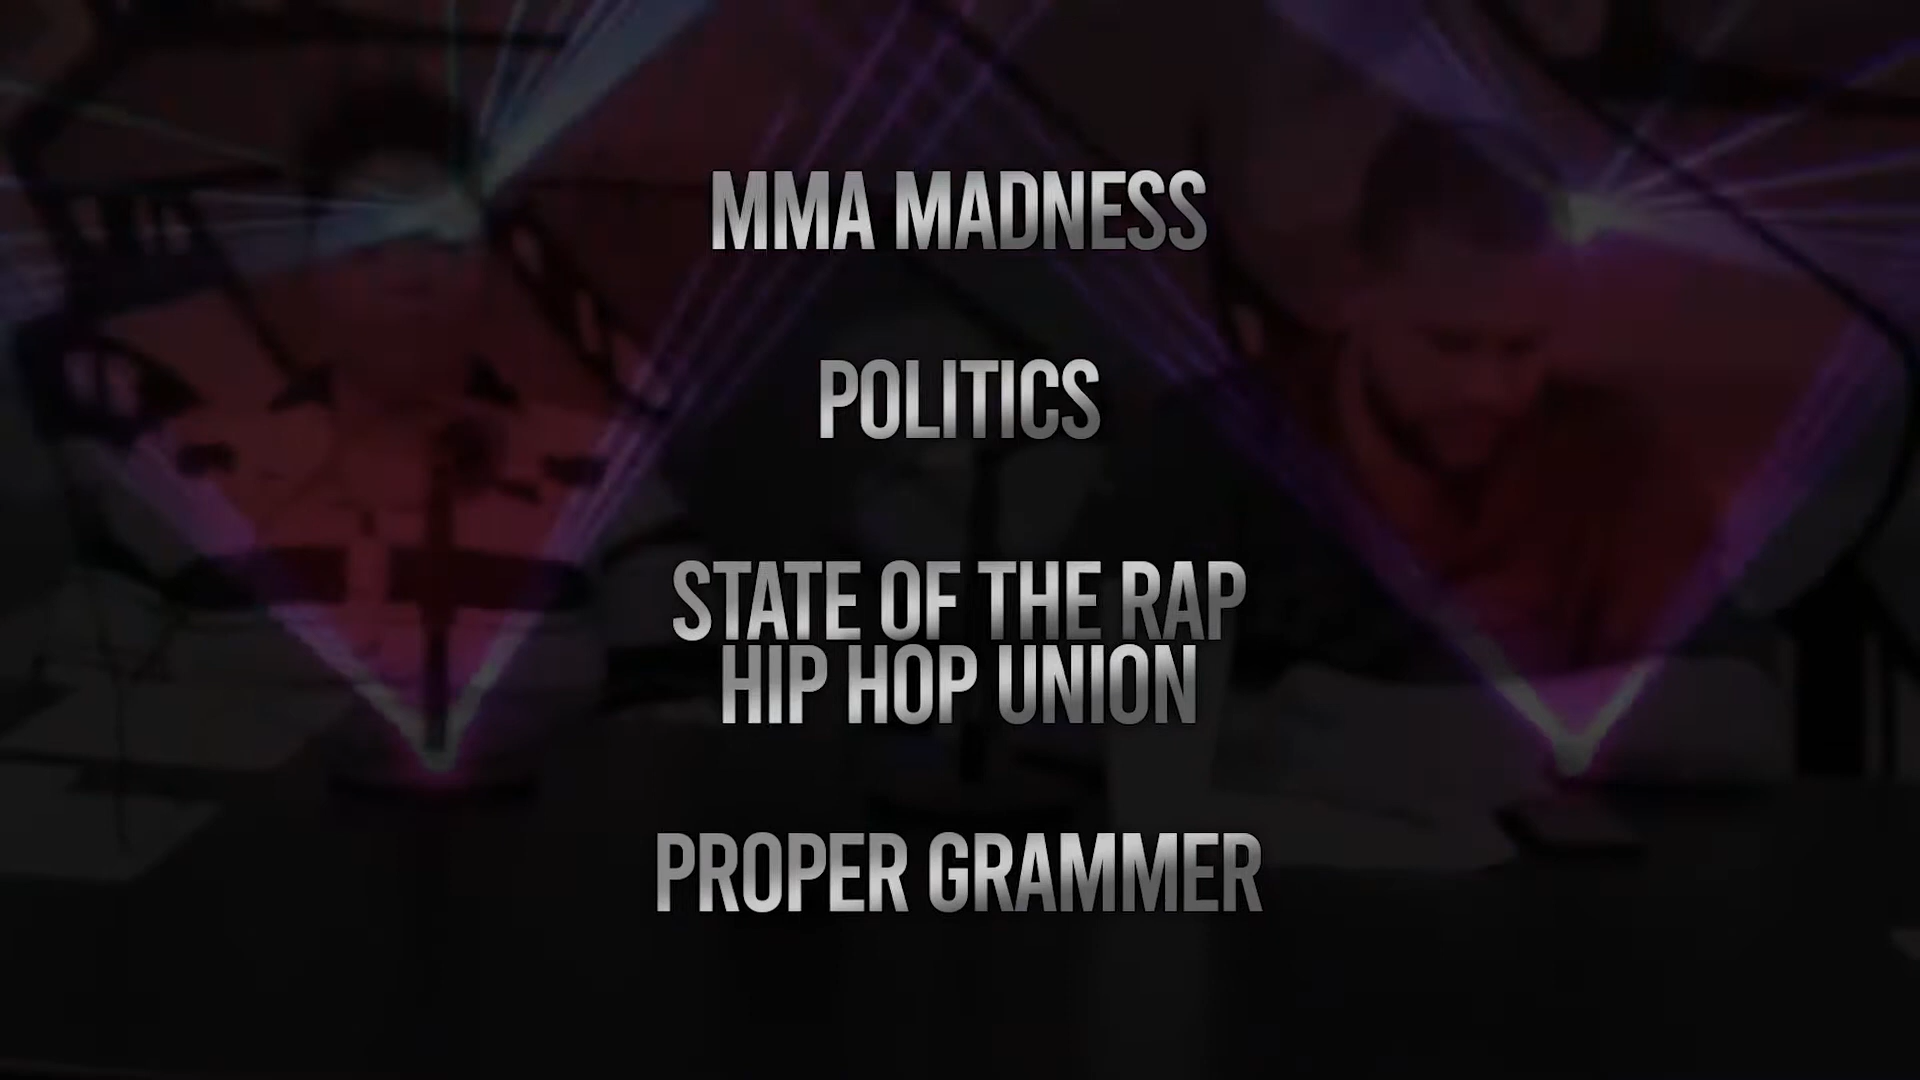 MMA MADNESS
POLITICS
STATE OF THE RAP
HIP HOP UNION
PROPER GRAMMER